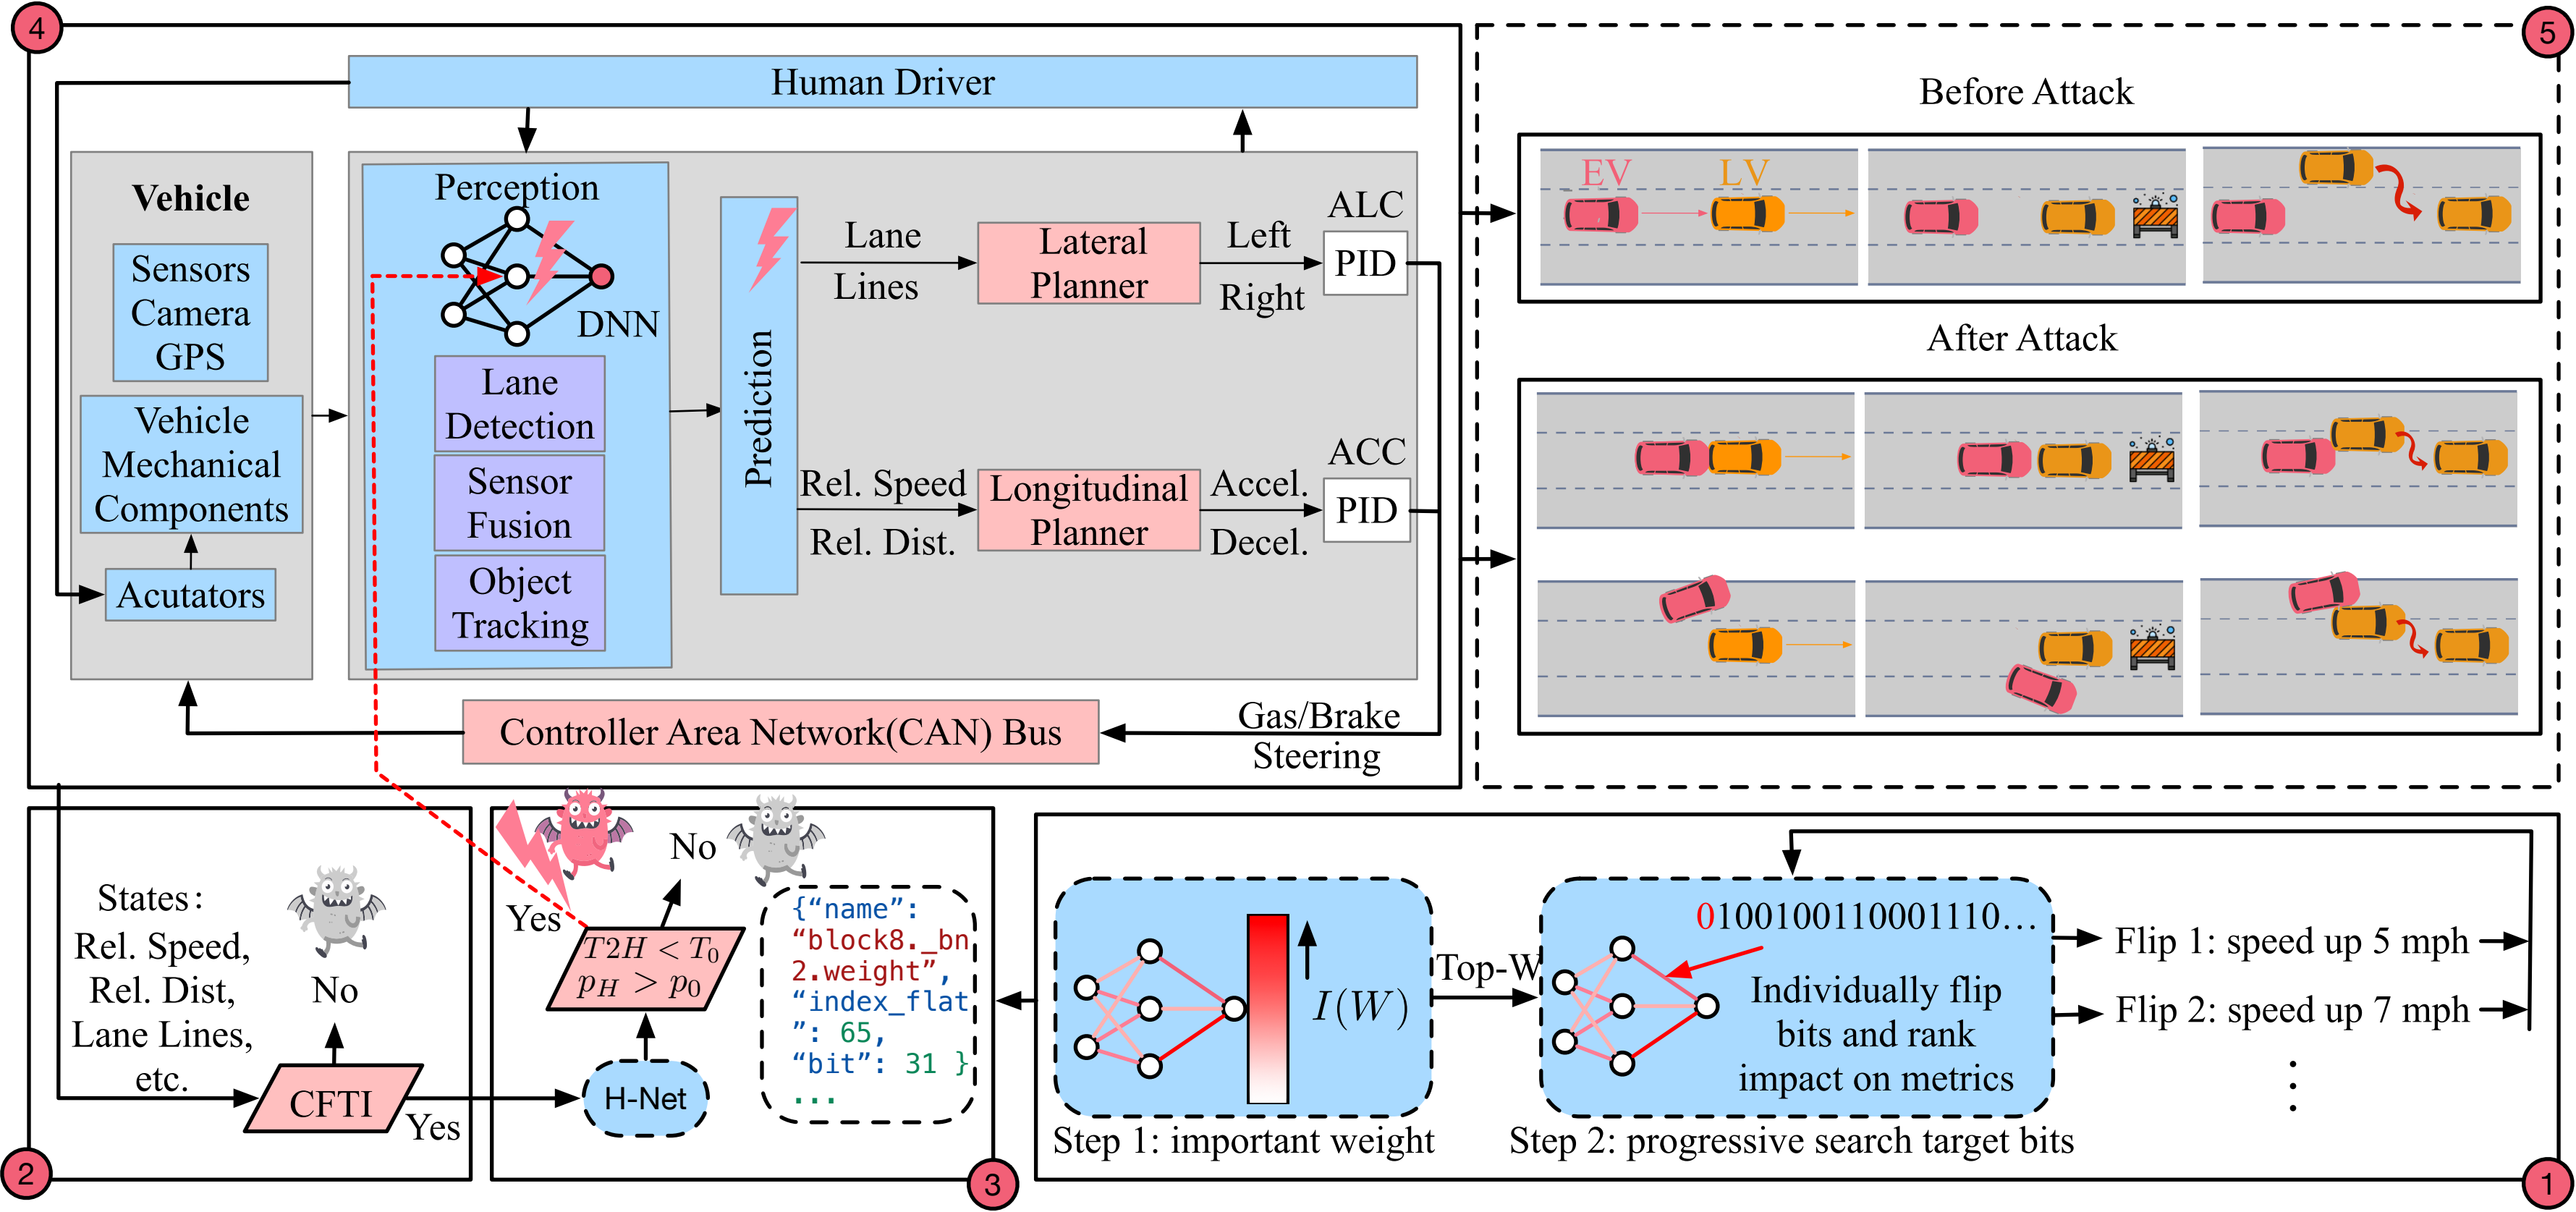 4
Human Driver
Vehicle
Sensors
Camera
GPS
Vehicle
Mechanical
Components
Acutators
Perception
DNN
Lane
Detection
Sensor
Fusion
Object
Tracking
Prediction
Lane
Lines
Lateral
Planner
Left
Right
ALC
PID
Rel. Speed
Rel. Dist.
Longitudinal
Planner
Accel.
Decel.
ACC
PID
Controller Area Network(CAN) Bus
Gas/Brake
Steering
5
Before Attack
EV
LV
After Attack
2
States:
Rel. Speed,
Rel. Dist,
Lane Lines,
etc.
No
CFTI
Yes
3
Yes
No
T2H < T₀
p_H > p₀
H-Net
{“name”:
“block8._bn
2.weight”,
“index_flat
”: 65,
“bit”: 31 }
...
1
I(W)
Step 1: important weight
Top-W
0100100110001110...
Individually flip
bits and rank
impact on metrics
Step 2: progressive search target bits
Flip 1: speed up 5 mph
Flip 2: speed up 7 mph